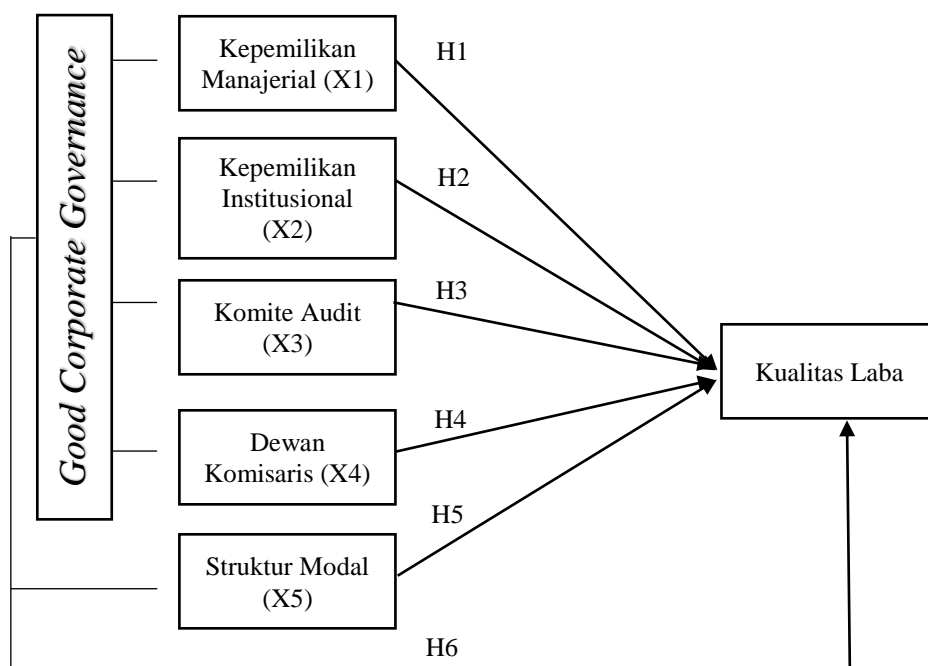 Good Corporate Governance
Kepemilikan
Manajerial (X1)
H1
Kepemilikan
Institusional
(X2)
H2
Komite Audit
(X3)
H3
Kualitas Laba
Dewan
Komisaris (X4)
H4
Struktur Modal
(X5)
H5
H6